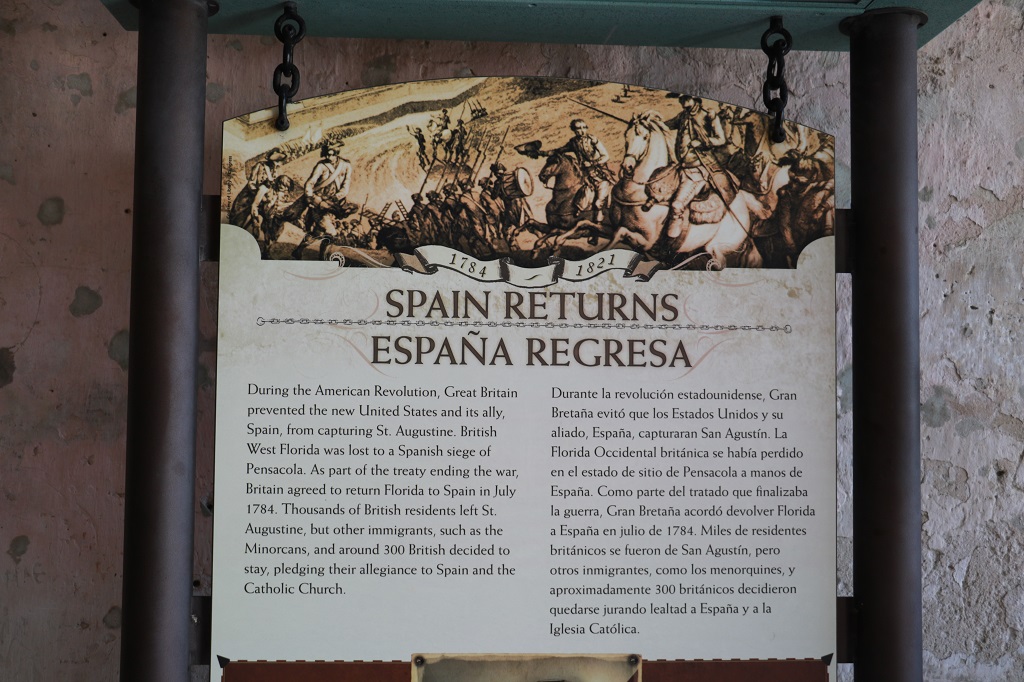 1784
1821
SPAIN RETURNS
ESPAÑA REGRESA
During the American Revolution, Great Britain
prevented the new United States and its ally,
Spain, from capturing St. Augustine. British
West Florida was lost to a Spanish siege of
Pensacola. As part of the treaty ending the war,
Britain agreed to return Florida to Spain in July
1784. Thousands of British residents left St.
Augustine, but other immigrants, such as the
Minorcans, and around 300 British decided to
stay, pledging their allegiance to Spain and the
Catholic Church.
Durante la revolución estadounidense, Gran
Bretaña evitó que los Estados Unidos y su
aliado, España, capturaran San Agustín. La
Florida Occidental británica se había perdido
en el estado de sitio de Pensacola a manos de
España. Como parte del tratado que finalizaba
la guerra, Gran Bretaña acordó devolver Florida
a España en julio de 1784. Miles de residentes
británicos se fueron de San Agustín, pero
otros inmigrantes, como los menorquines, y
aproximadamente 300 británicos decidieron
quedarse jurando lealtad a España y a la
Iglesia Católica.